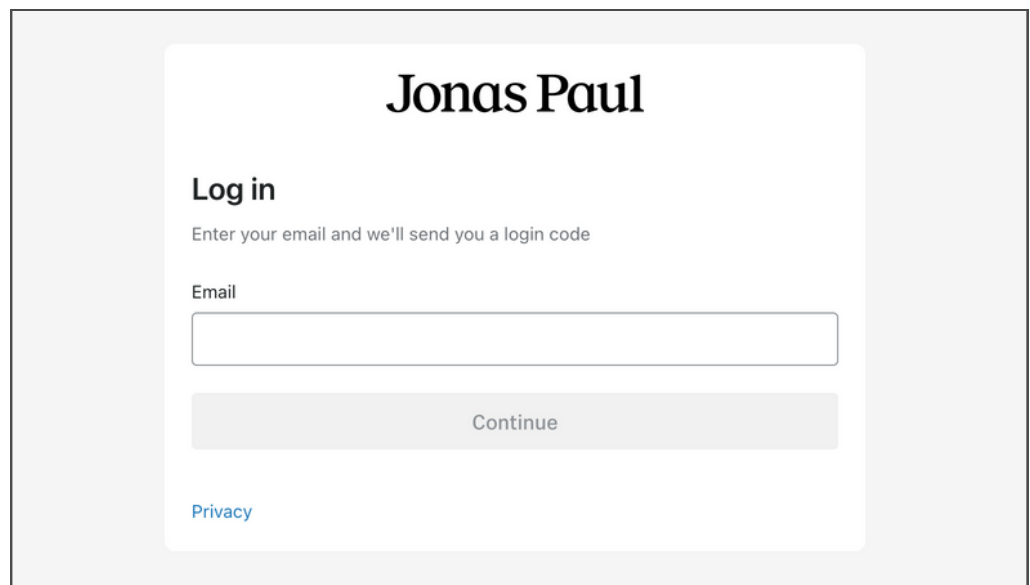 Jonas Paul
Log in
Enter your email and we'll send you a login code
Email
Continue
Privacy